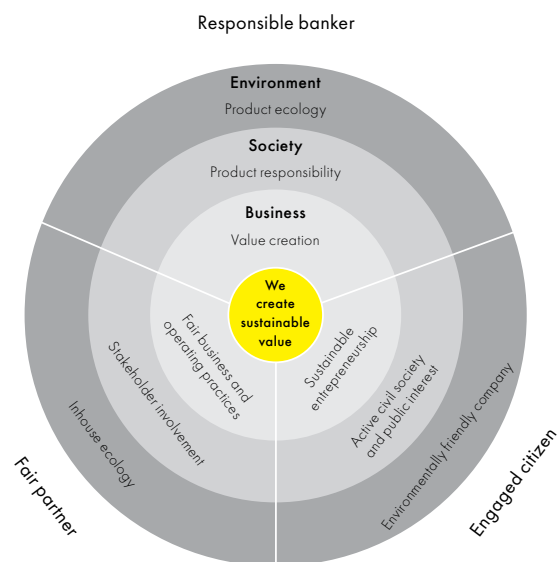 Responsible banker
Environment
Product ecology
Society
Product responsibility
Business
Value creation
We
create
sustainable
value
Fair business and
operating practices
Stakeholder involvement
Inhouse ecology
Fair partner
Sustainable
entrepreneurship
Active civil society
and public interest
Environmentally friendly company
Engaged citizen